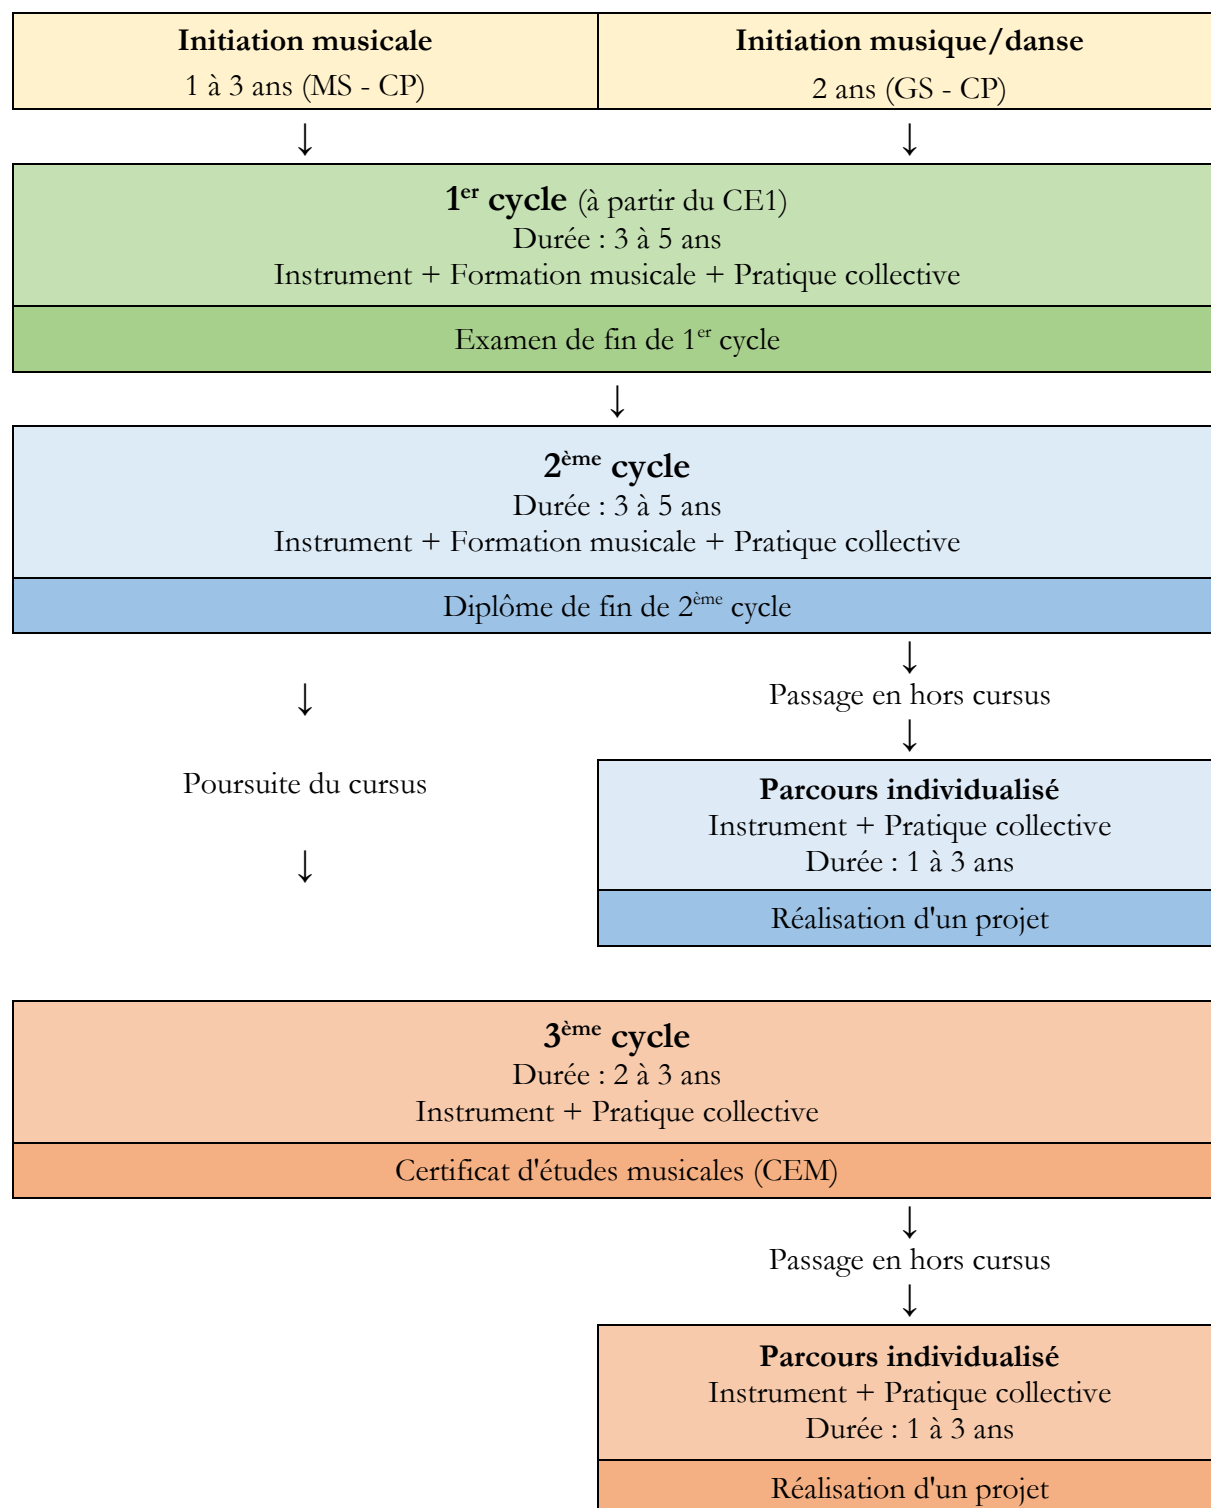 Initiation musicale
1 à 3 ans (MS - CP)
Initiation musique/danse
2 ans (GS - CP)
↓
↓
1er cycle (à partir du CE1)
Durée : 3 à 5 ans
Instrument + Formation musicale + Pratique collective
Examen de fin de 1er cycle
↓
2ème cycle
Durée : 3 à 5 ans
Instrument + Formation musicale + Pratique collective
Diplôme de fin de 2ème cycle
↓
Poursuite du cursus
↓
↓
Passage en hors cursus
↓
Parcours individualisé
Instrument + Pratique collective
Durée : 1 à 3 ans
Réalisation d'un projet
3ème cycle
Durée : 2 à 3 ans
Instrument + Pratique collective
Certificat d'études musicales (CEM)
↓
Passage en hors cursus
↓
Parcours individualisé
Instrument + Pratique collective
Durée : 1 à 3 ans
Réalisation d'un projet